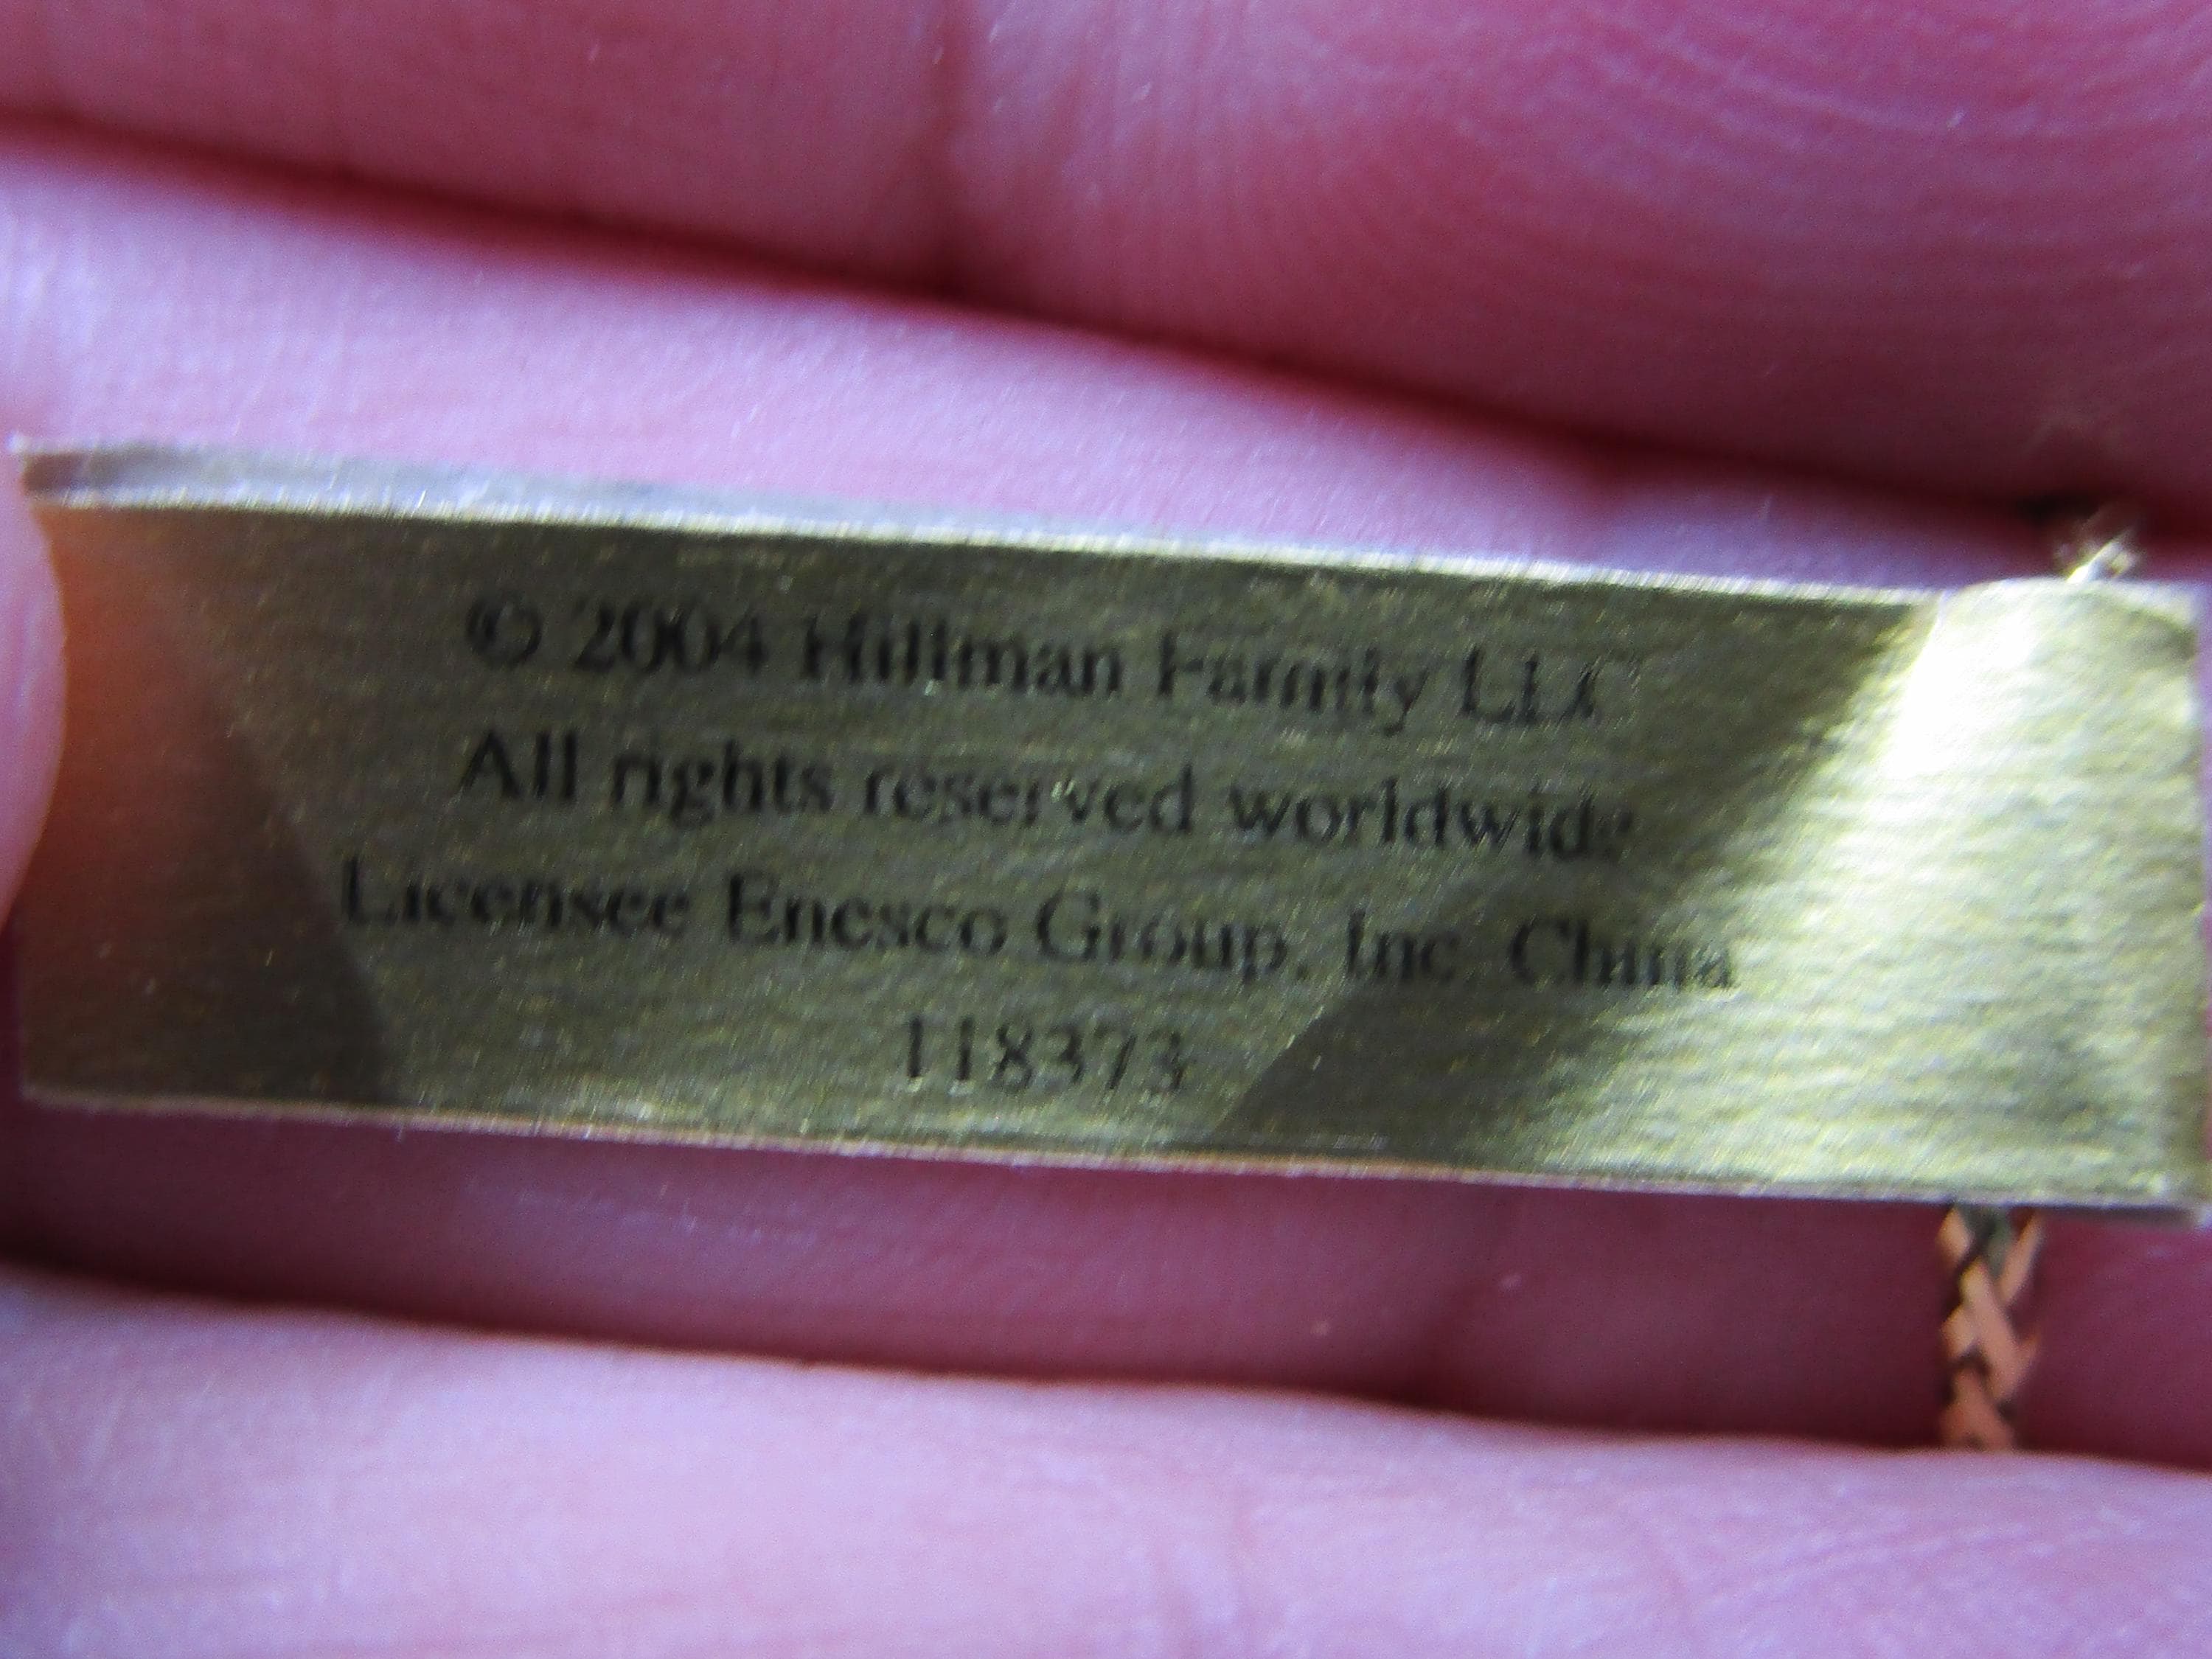 © 2004 Hillman Family LLC
All rights reserved worldwide
Licensee Enesco Group, Inc China
118373